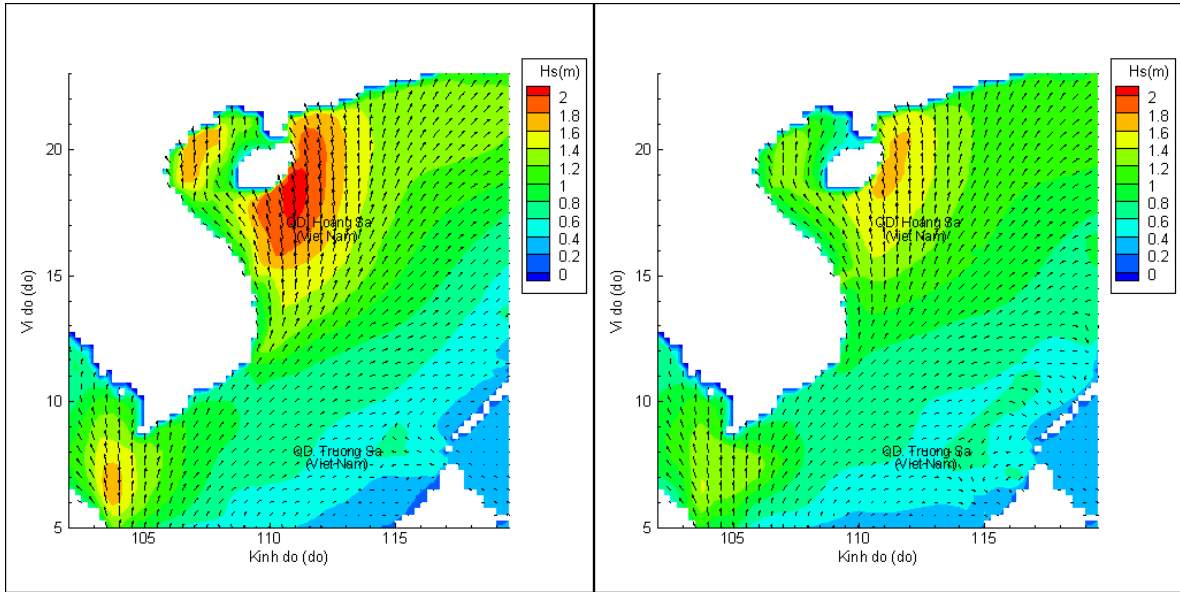 Hs(m)
2
1.8
1.6
1.4
1.2
1
0.8
0.6
0.4
0.2
0
20
15
10
5
Vi do (do)
105
110
115
Kinh do (do)
QD. Hoang Sa
(Viet Nam)
QD. Truong Sa
(Viet Nam)
Hs(m)
2
1.8
1.6
1.4
1.2
1
0.8
0.6
0.4
0.2
0
20
15
10
5
Vi do (do)
105
110
115
Kinh do (do)
QD. Hoang Sa
(Viet Nam)
QD. Truong Sa
(Viet Nam)